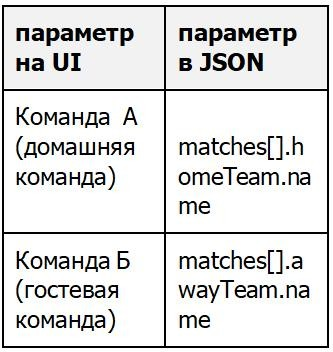 параметр
на UI
параметр
в JSON
Команда А
(домашняя
команда)
matches[].h
omeTeam.na
me
Команда Б
(гостевая
команда)
matches[].a
wayTeam.na
me